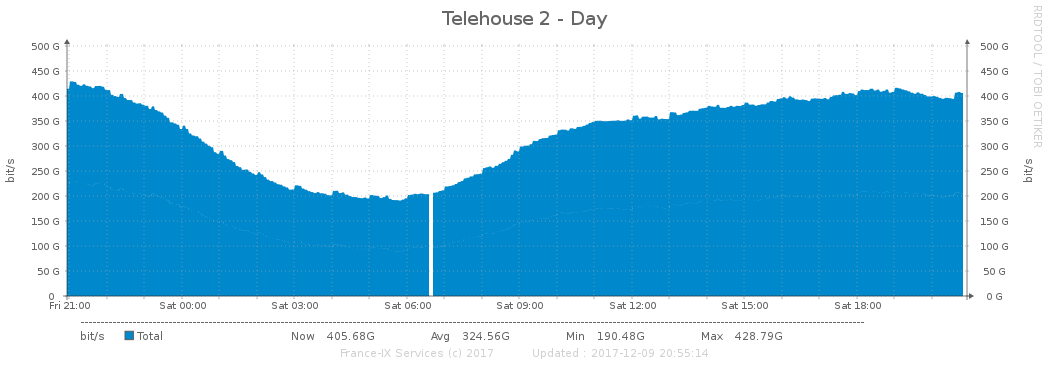 Telehouse 2 - Day
RRDTOOL / TOBI OETIKER
500 G 500 G
450 G 450 G
400 G 400 G
350 G 350 G
300 G 300 G
250 G 250 G
200 G 200 G
150 G 150 G
100 G 100 G
50 G 50 G
0 0 G
bit/s bit/s
Fri 21:00 Sat 00:00 Sat 03:00 Sat 06:00 Sat 09:00 Sat 12:00 Sat 15:00 Sat 18:00
bit/s Total Now 405.68G Avg 324.56G Min 190.48G Max 428.79G
France-IX Services (c) 2017 Updated : 2017-12-09 20:55:14